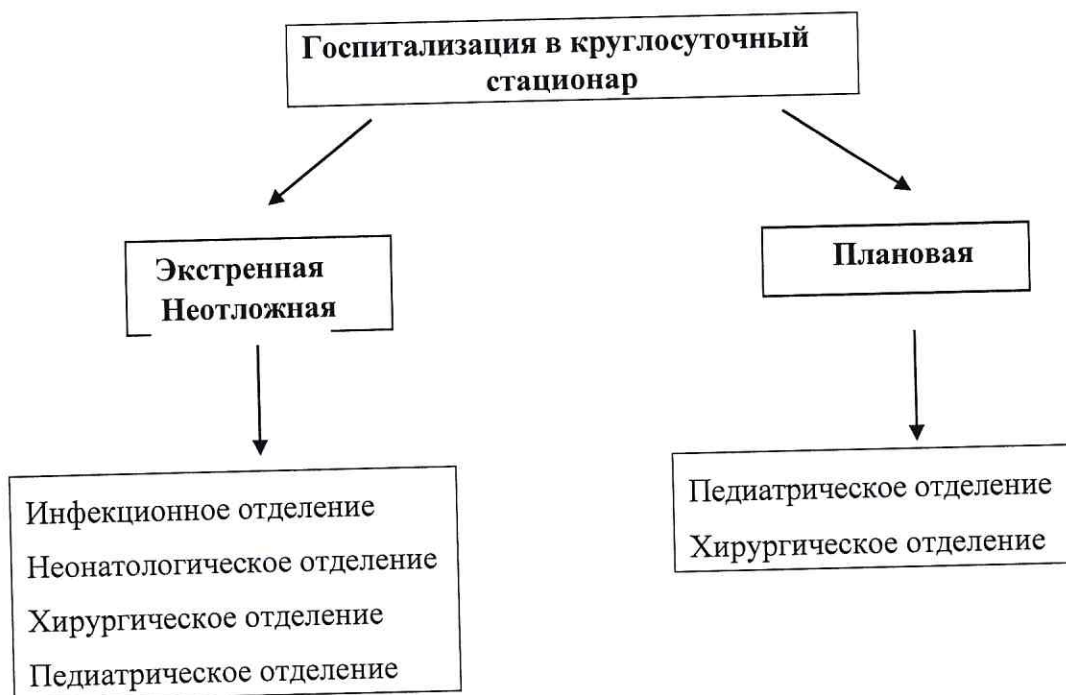 Госпитализация в круглосуточный
стационар
Экстренная
Неотложная
Плановая
Инфекционное отделение
Неонатологическое отделение
Хирургическое отделение
Педиатрическое отделение
Педиатрическое отделение
Хирургическое отделение